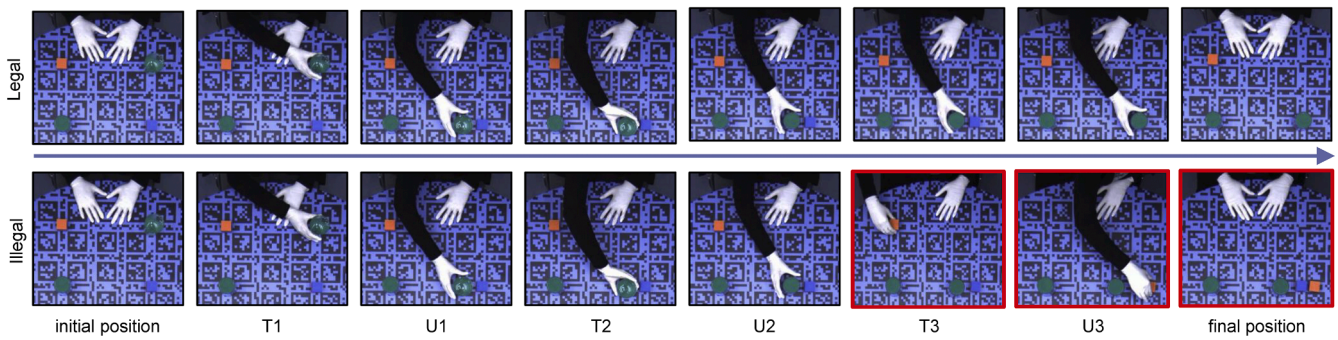 Legal
Illegal
initial position
T1
U1
T2
U2
T3
U3
final position